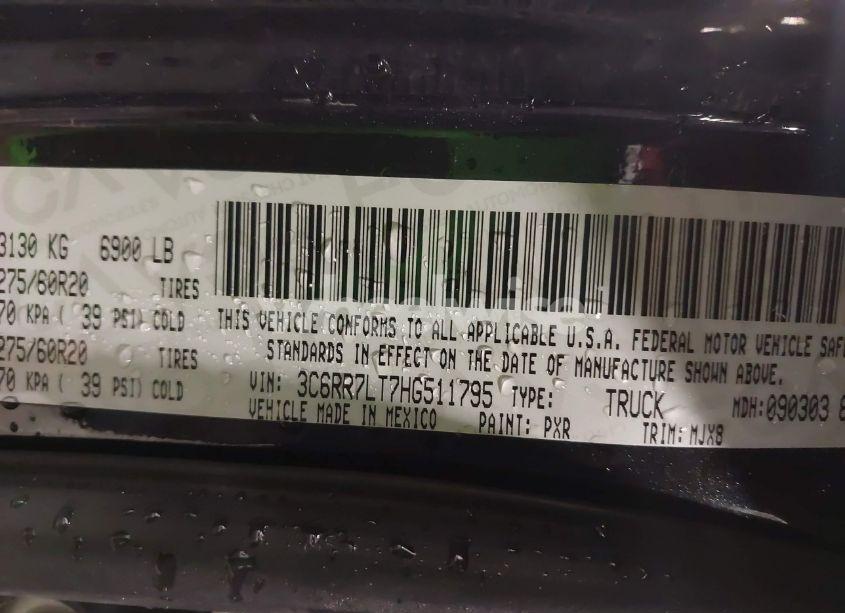 3130 KG 6900 LB
275/60R20 TIRES
70 KPA ( 39 PSI) COLD
275/60R20 TIRES
70 KPA ( 39 PSI) COLD
THIS VEHICLE CONFORMS TO ALL APPLICABLE U.S.A. FEDERAL MOTOR VEHICLE SAFE
STANDARDS IN EFFECT ON THE DATE OF MANUFACTURE SHOWN ABOVE.
VIN: 3C6RR7LT7HG511795 TYPE: TRUCK MDH:090303 8
VEHICLE MADE IN MEXICO PAINT: PXR TRIM: MJX8